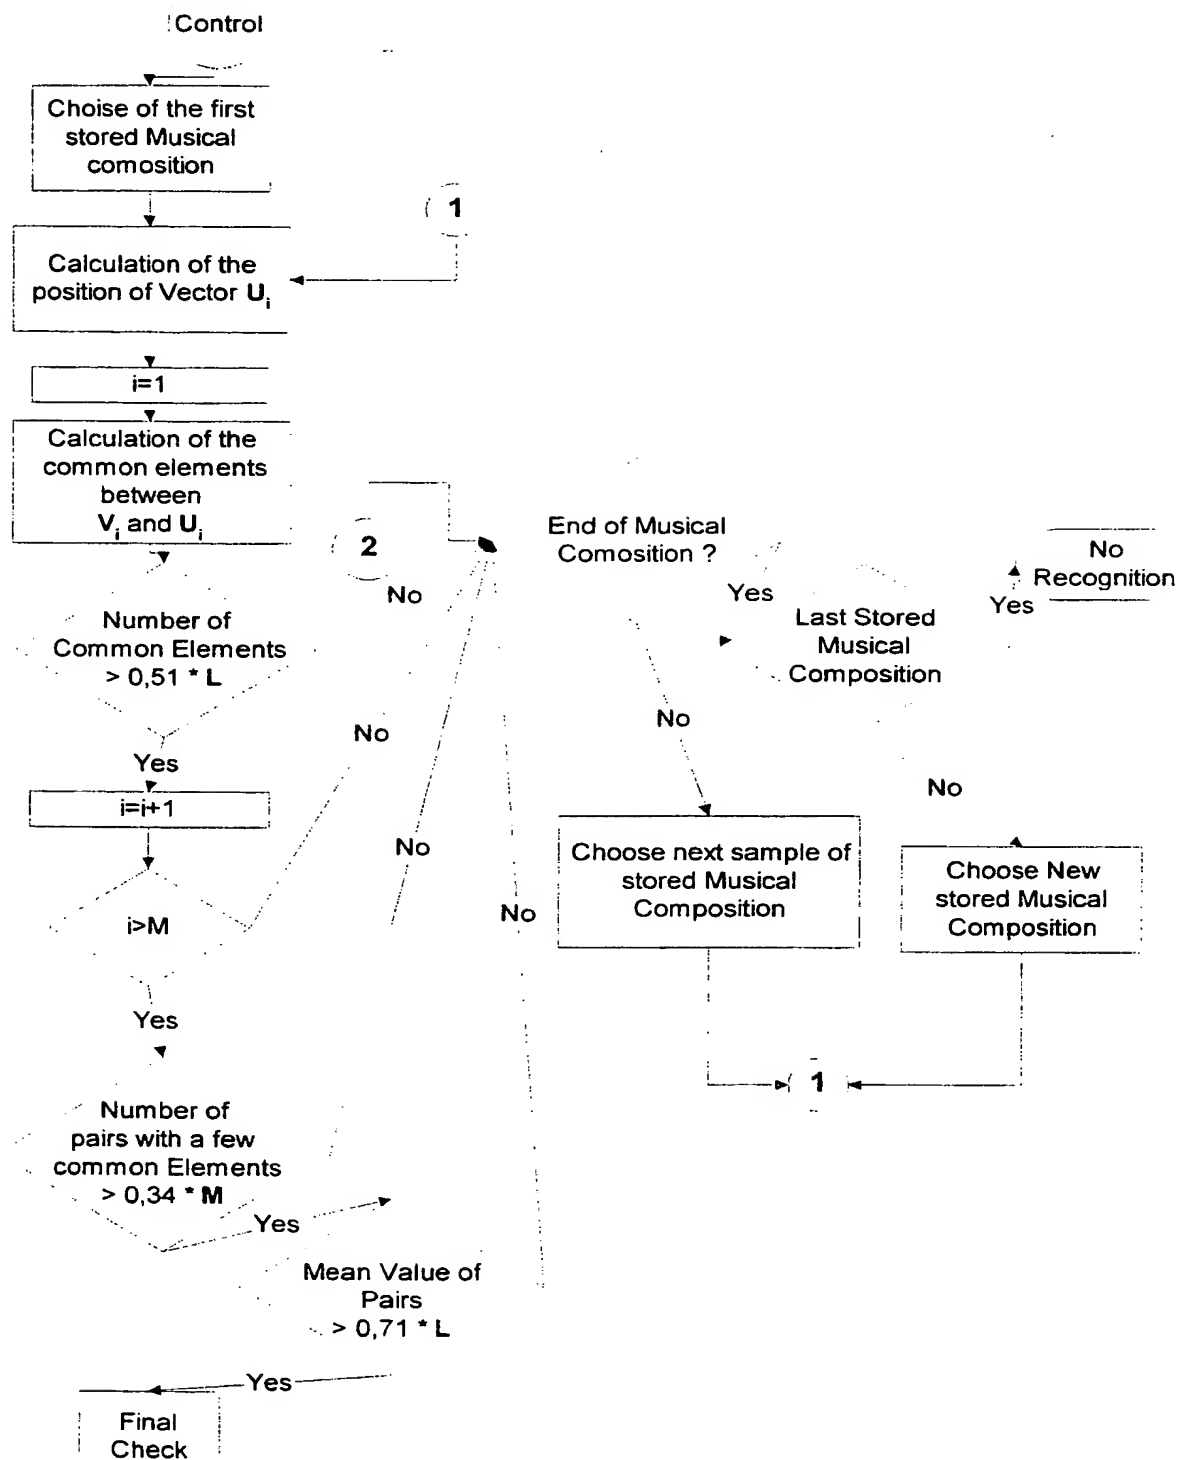 Control
Choise of the first
stored Musical
comosition
1
Calculation of the
position of Vector Ui
i=1
Calculation of the
common elements
between
Vi and Ui
2
No
End of Musical
Comosition ?
Yes
Last Stored
Musical
Composition
Yes
No
Recognition
Number of
Common Elements
> 0,51 * L
Yes
No
i=i+1
No
i>M
Yes
No
No
Choose next sample of
stored Musical
Composition
No
Choose New
stored Musical
Composition
1
Number of
pairs with a few
common Elements
> 0,34 * M
Yes
Mean Value of
Pairs
> 0,71 * L
Yes
Final
Check